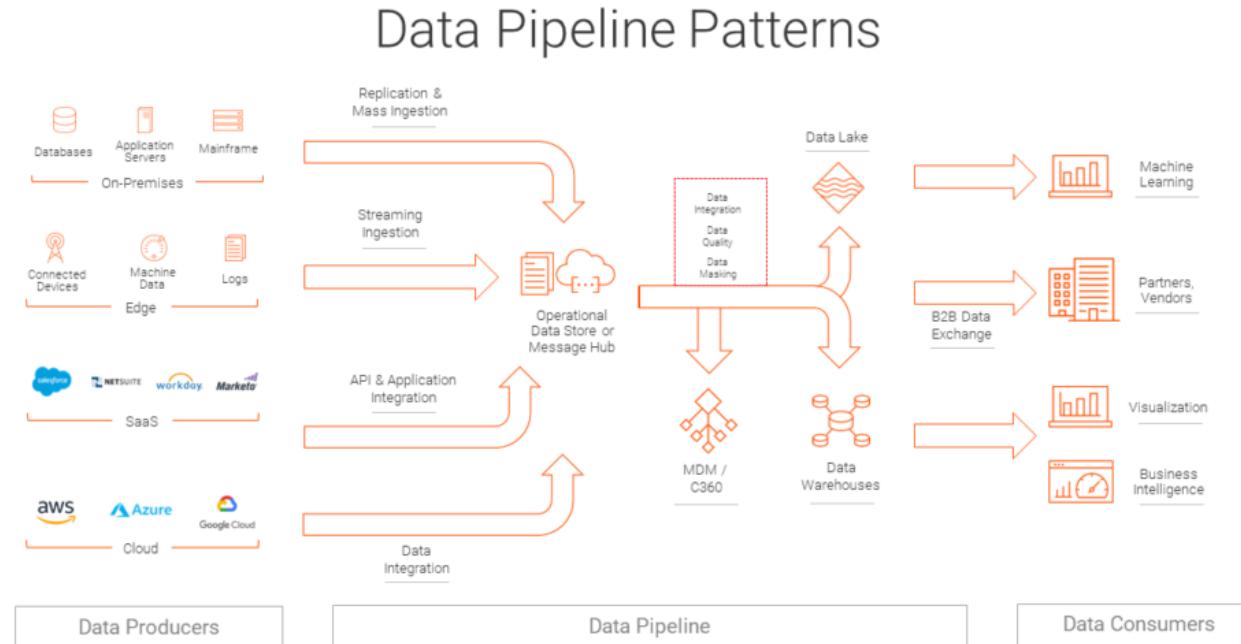 Data Pipeline Patterns
Databases
Application
Servers
Mainframe
On-Premises
Connected
Devices
Machine
Data
Logs
Edge
salesforce
NETSUITE
workday.
Marketo
SaaS
aws
Azure
Google Cloud
Cloud
Replication &
Mass Ingestion
Streaming
Ingestion
API & Application
Integration
Data
Integration
[...]
Operational
Data Store or
Message Hub
Data
Integration
Data
Quality
Data
Masking
Data Lake
MDM /
C360
Data
Warehouses
B2B Data
Exchange
Machine
Learning
Partners,
Vendors
Visualization
Business
Intelligence
Data Producers
Data Pipeline
Data Consumers